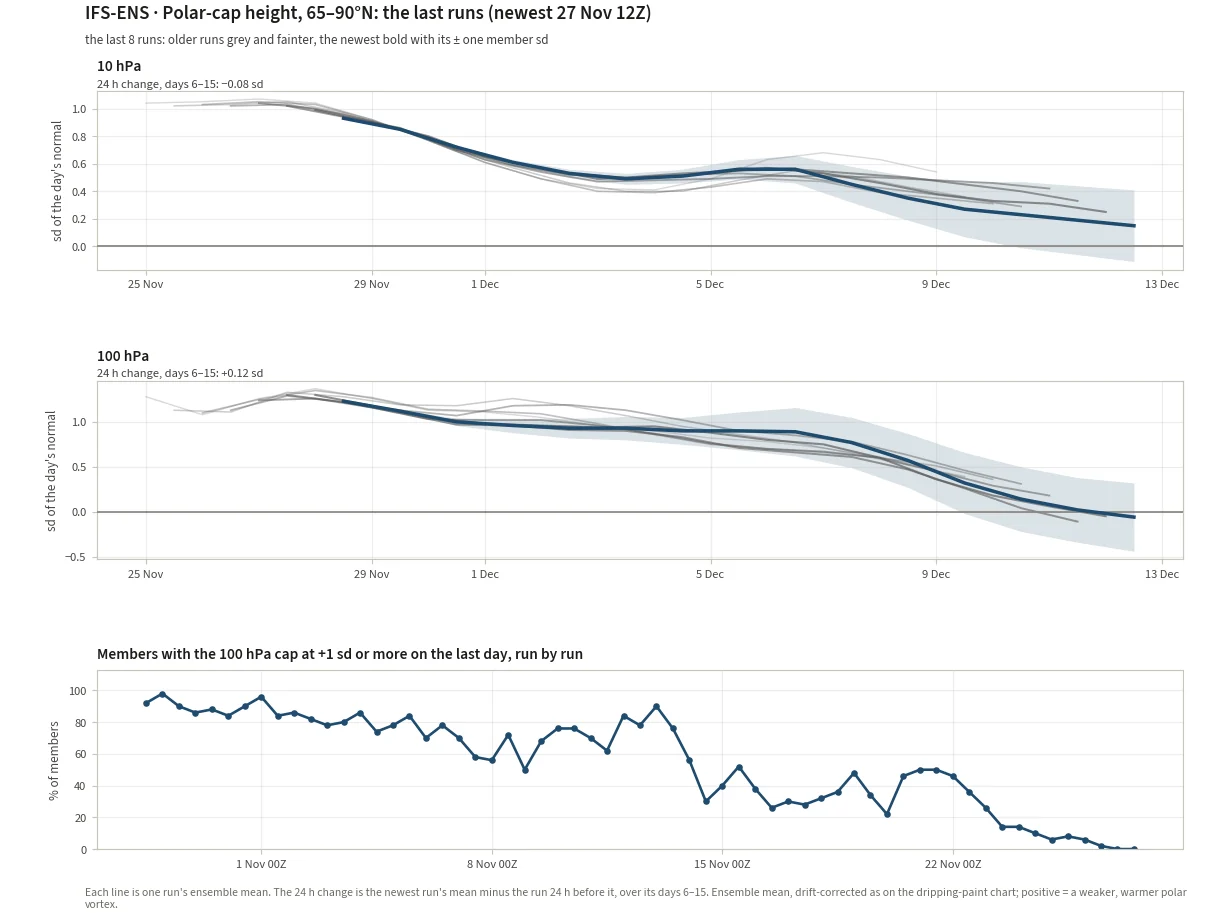 IFS-ENS · Polar-cap height, 65–90°N: the last runs (newest 27 Nov 12Z)
the last 8 runs: older runs grey and fainter, the newest bold with its ± one member sd
10 hPa
24 h change, days 6–15: −0.08 sd
sd of the day's normal
1.0
0.8
0.6
0.4
0.2
0.0
25 Nov
29 Nov
1 Dec
5 Dec
9 Dec
13 Dec
100 hPa
24 h change, days 6–15: +0.12 sd
sd of the day's normal
1.0
0.5
0.0
−0.5
25 Nov
29 Nov
1 Dec
5 Dec
9 Dec
13 Dec
Members with the 100 hPa cap at +1 sd or more on the last day, run by run
% of members
100
80
60
40
20
0
1 Nov 00Z
8 Nov 00Z
15 Nov 00Z
22 Nov 00Z
Each line is one run's ensemble mean. The 24 h change is the newest run's mean minus the run 24 h before it, over its days 6–15. Ensemble mean, drift-corrected as on the dripping-paint chart; positive = a weaker, warmer polar
vortex.